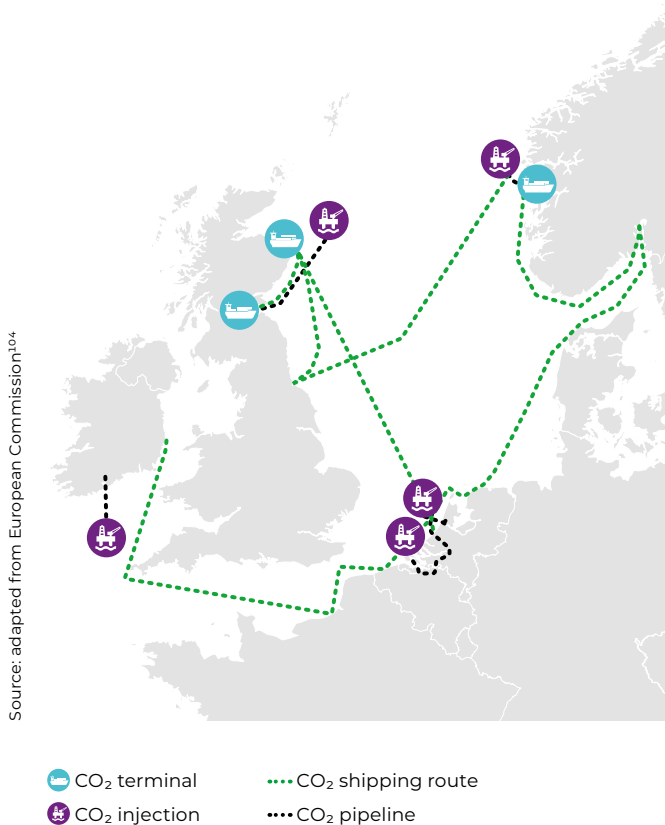 Source: adapted from European Commission¹⁰⁴
CO₂ terminal
CO₂ shipping route
CO₂ injection
CO₂ pipeline